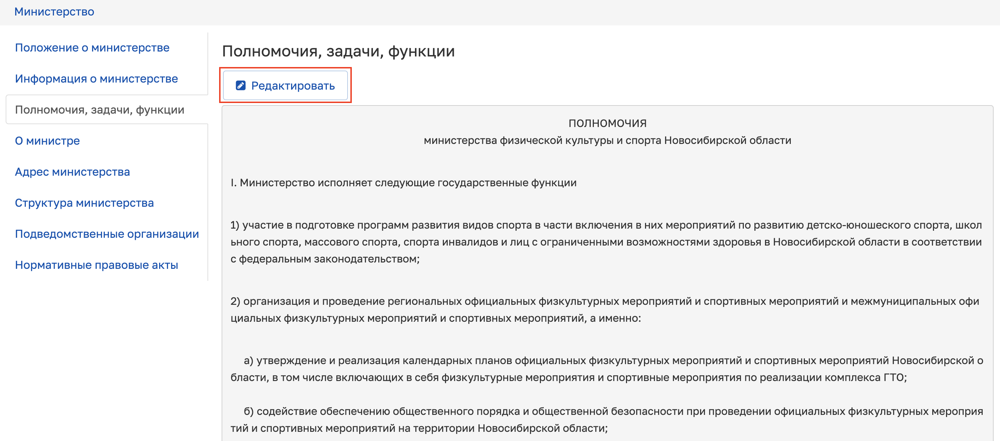 Министерство
Положение о министерстве
Информация о министерстве
Полномочия, задачи, функции
О министре
Адрес министерства
Структура министерства
Подведомственные организации
Нормативные правовые акты
Полномочия, задачи, функции
Редактировать
ПОЛНОМОЧИЯ
министерства физической культуры и спорта Новосибирской области
I. Министерство исполняет следующие государственные функции
1) участие в подготовке программ развития видов спорта в части включения в них мероприятий по развитию детско-юношеского спорта, школ
ьного спорта, массового спорта, спорта инвалидов и лиц с ограниченными возможностями здоровья в Новосибирской области в соответствии
с федеральным законодательством;
2) организация и проведение региональных официальных физкультурных мероприятий и спортивных мероприятий и межмуниципальных офи
циальных физкультурных мероприятий и спортивных мероприятий, а именно:
а) утверждение и реализация календарных планов официальных физкультурных мероприятий и спортивных мероприятий Новосибирской о
бласти, в том числе включающих в себя физкультурные мероприятия и спортивные мероприятия по реализации комплекса ГТО;
б) содействие обеспечению общественного порядка и общественной безопасности при проведении официальных физкультурных мероприя
тий и спортивных мероприятий на территории Новосибирской области;